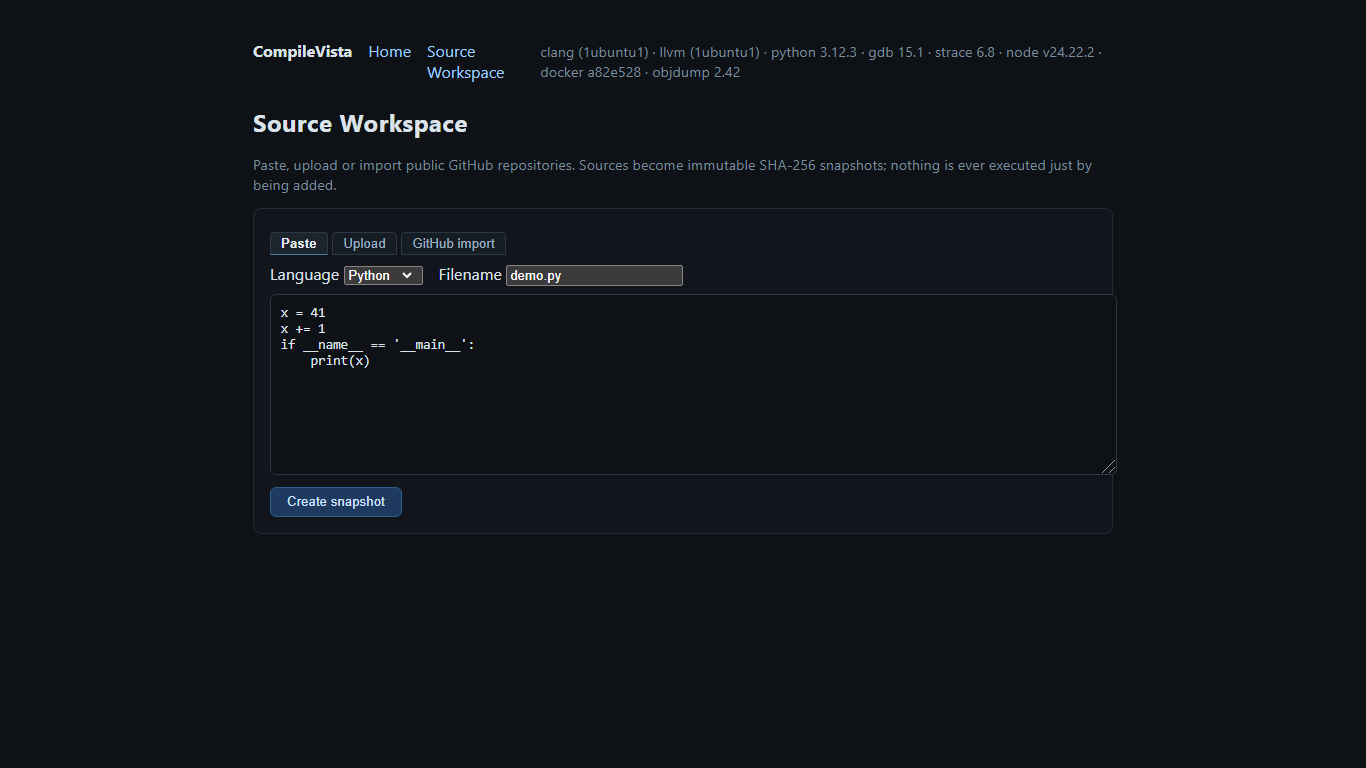 CompileVista Home Source Workspace clang (1ubuntu1) · llvm (1ubuntu1) · python 3.12.3 · gdb 15.1 · strace 6.8 · node v24.22.2 ·
docker a82e528 · objdump 2.42
Source Workspace
Paste, upload or import public GitHub repositories. Sources become immutable SHA-256 snapshots; nothing is ever executed just by
being added.
Paste Upload GitHub import
Language Python Filename demo.py
x = 41
x += 1
if __name__ == '__main__':
    print(x)
Create snapshot